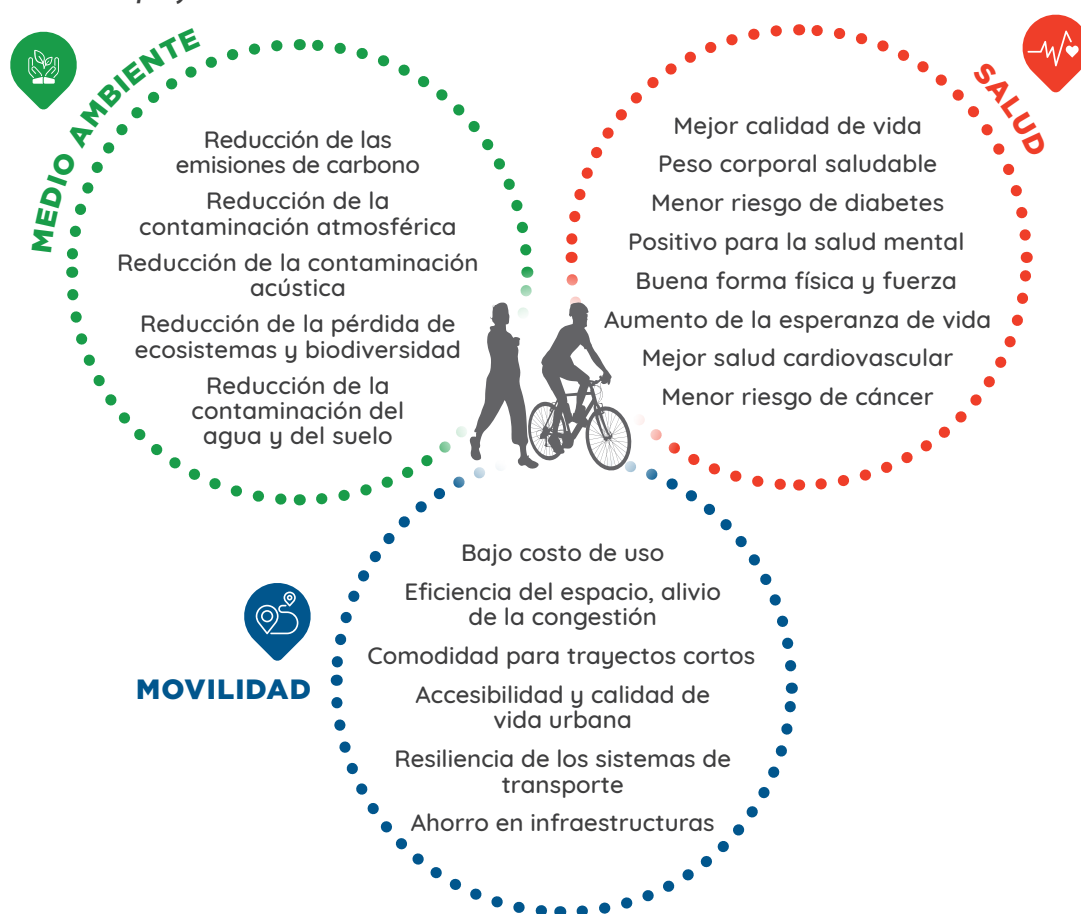 MEDIO AMBIENTE
Reducción de las
emisiones de carbono
Reducción de la
contaminación atmosférica
Reducción de la contaminación
acústica
Reducción de la pérdida de
ecosistemas y biodiversidad
Reducción de la
contaminación del
agua y del suelo
SALUD
Mejor calidad de vida
Peso corporal saludable
Menor riesgo de diabetes
Positivo para la salud mental
Buena forma física y fuerza
Aumento de la esperanza de vida
Mejor salud cardiovascular
Menor riesgo de cáncer
MOVILIDAD
Bajo costo de uso
Eficiencia del espacio, alivio
de la congestión
Comodidad para trayectos cortos
Accesibilidad y calidad de
vida urbana
Resiliencia de los sistemas de
transporte
Ahorro en infraestructuras